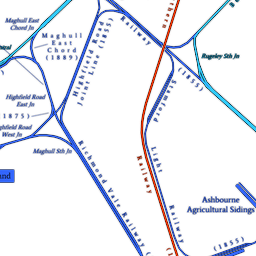 Maghull East
Chord Jn
Maghull
East
Chord
(1889)
Highfield Road
Joint Line (1855)
Railway
Rugeley Sth Jn
(1855)
Highfield Road
East Jn
1875)
Highfield Road
West Jn
Maghull Sth Jn
Richmond Vale Railway
Light
Railway
Railway
Ashbourne
Agricultural Sidings
(1855)